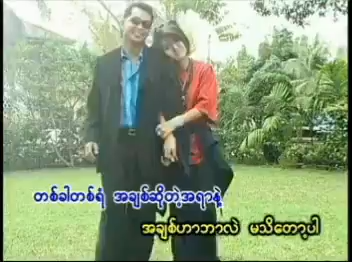 တစ်ခါတစ်ရံ အချစ်ဆိုတဲ့အရာနဲ့
အချစ်ဟာဘာလဲ မသိတော့ပါ